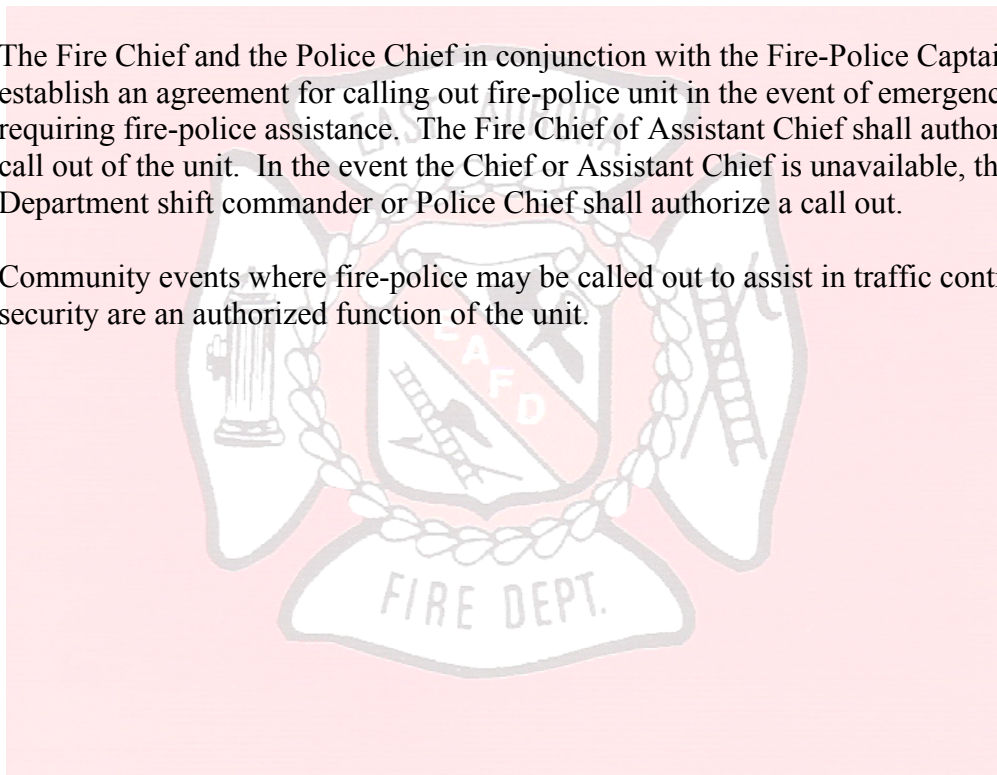 The Fire Chief and the Police Chief in conjunction with the Fire-Police Captai
establish an agreement for calling out fire-police unit in the event of emergenc
requiring fire-police assistance. The Fire Chief of Assistant Chief shall author
call out of the unit. In the event the Chief or Assistant Chief is unavailable, th
Department shift commander or Police Chief shall authorize a call out.
Community events where fire-police may be called out to assist in traffic contr
security are an authorized function of the unit.
EAST AURORA
EAFD
FIRE DEPT.